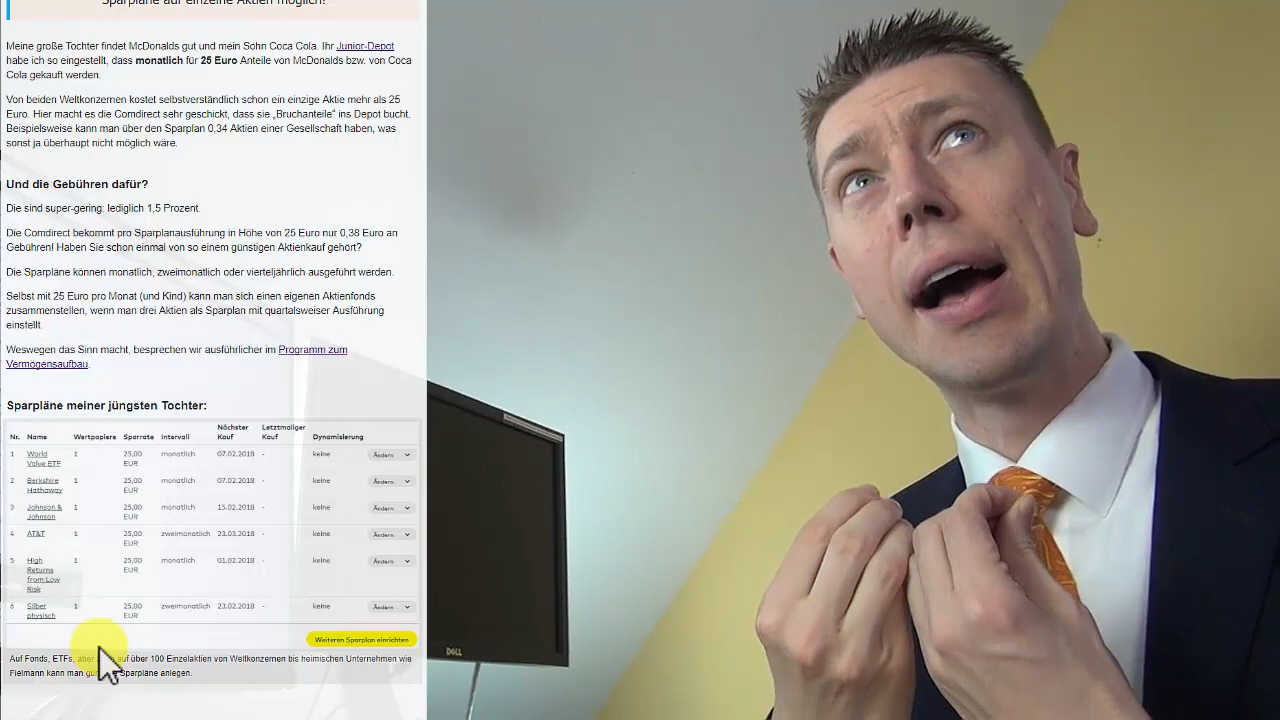 Sparpläne auf einzelne Aktien möglich?
Meine große Tochter findet McDonalds gut und mein Sohn Coca Cola. Ihr Junior-Depot
habe ich so eingestellt, dass monatlich für 25 Euro Anteile von McDonalds bzw. von Coca
Cola gekauft werden.
Von beiden Weltkonzernen kostet selbstverständlich schon ein einzige Aktie mehr als 25
Euro. Hier macht es die Comdirect sehr geschickt, dass sie „Bruchanteile" ins Depot bucht.
Beispielsweise kann man über den Sparplan 0,34 Aktien einer Gesellschaft haben, was
sonst ja überhaupt nicht möglich wäre.
Und die Gebühren dafür?
Die sind super-gering: lediglich 1,5 Prozent.
Die Comdirect bekommt pro Sparplanausführung in Höhe von 25 Euro nur 0,38 Euro an
Gebühren! Haben Sie schon einmal von so einem günstigen Aktienkauf gehört?
Die Sparpläne können monatlich, zweimonatlich oder vierteljährlich ausgeführt werden.
Selbst mit 25 Euro pro Monat (und Kind) kann man sich einen eigenen Aktienfonds
zusammenstellen, wenn man drei Aktien als Sparplan mit quartalsweiser Ausführung
einstellt.
Weswegen das Sinn macht, besprechen wir ausführlicher im Programm zum
Vermögensaufbau.
Sparpläne meiner jüngsten Tochter:
Nr. Name Wertpapiere Sparrate Intervall Nächster Kauf Letztmaliger Kauf Dynamisierung
1 World Value ETF 1 25,00 EUR monatlich 07.02.2018 - keine Ändern
2 Berkshire Hathaway 1 25,00 EUR monatlich 07.02.2018 - keine Ändern
3 Johnson & Johnson 1 25,00 EUR monatlich 15.02.2018 - keine Ändern
4 AT&T 1 25,00 EUR zweimonatlich 23.03.2018 - keine Ändern
5 High Returns from Low Risk 1 25,00 EUR monatlich 01.02.2018 - keine Ändern
6 Silber physisch 1 25,00 EUR zweimonatlich 23.02.2018 - keine Ändern
Weiteren Sparplan einrichten
Auf Fonds, ETFs, aber auf über 100 Einzelaktien von Weltkonzernen bis heimischen Unternehmen wie
Fielmann kann man Sparpläne anlegen.
DELL